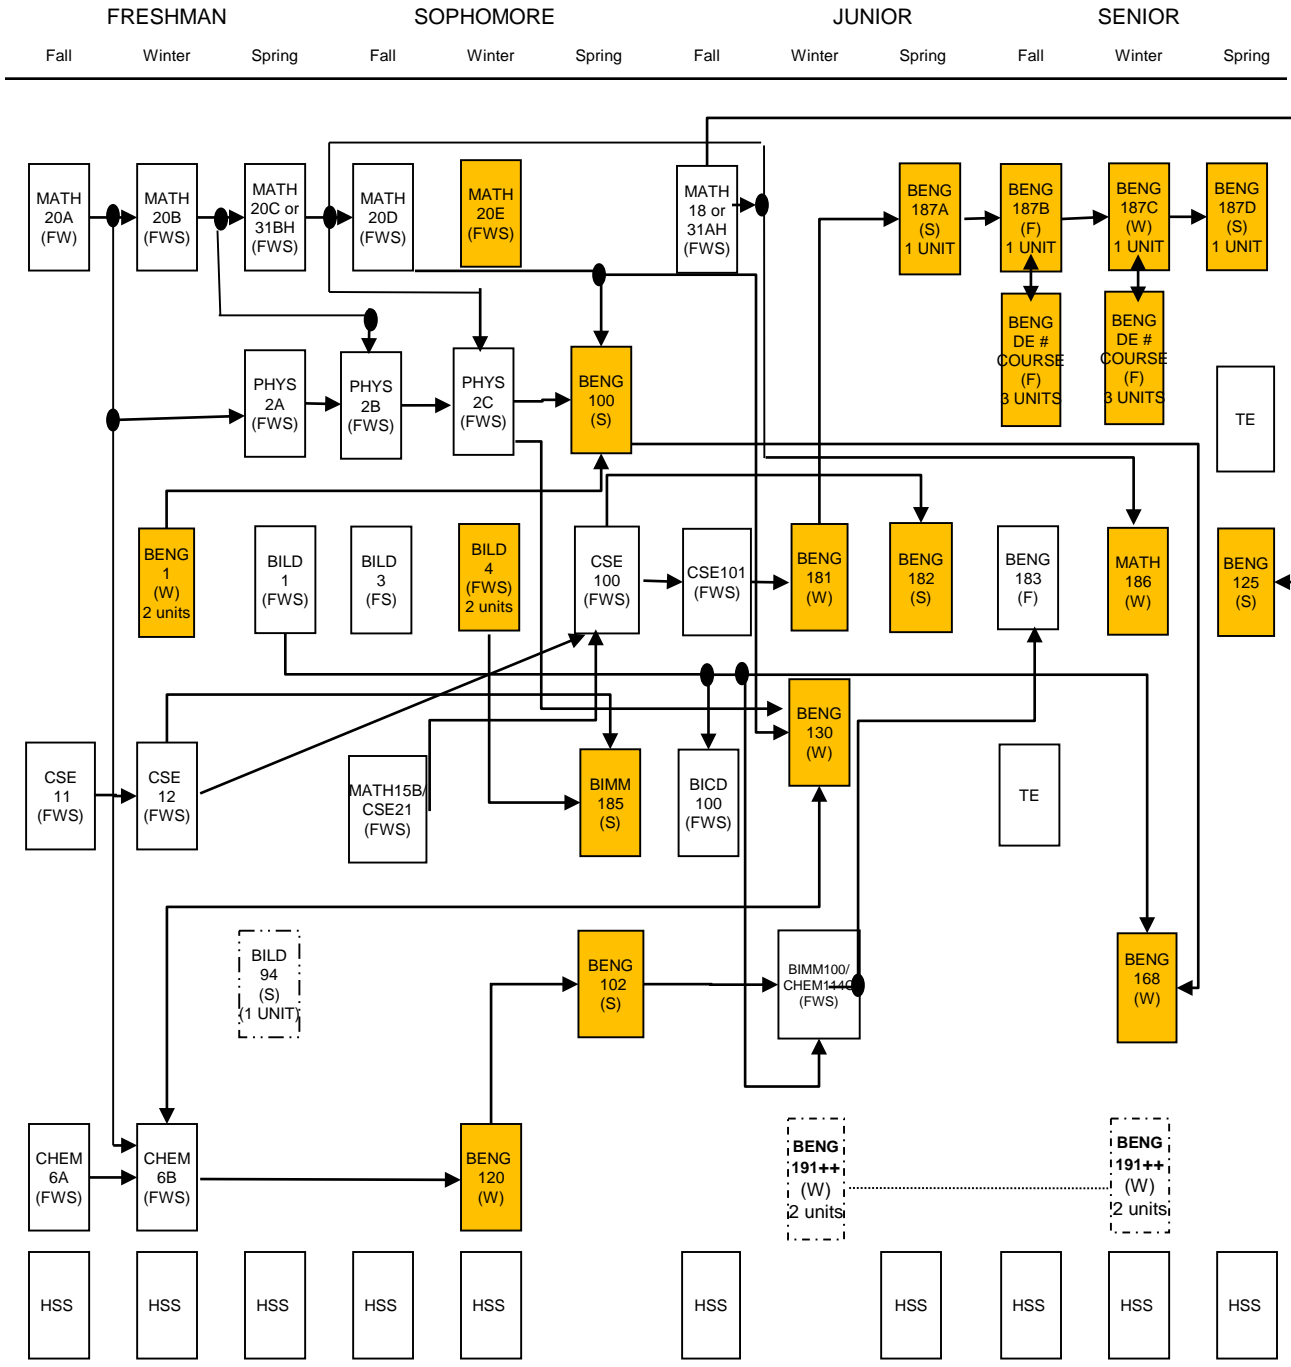 FRESHMAN SOPHOMORE JUNIOR SENIOR
Fall Winter Spring Fall Winter Spring Fall Winter Spring Fall Winter Spring
MATH
20A
(FW)
MATH
20B
(FWS)
MATH
20C or
31BH
(FWS)
MATH
20D
(FWS)
MATH
20E
(FWS)
MATH
18 or
31AH
(FWS)
BENG
187A
(S)
1 UNIT
BENG
187B
(F)
1 UNIT
BENG
187C
(W)
1 UNIT
BENG
187D
(S)
1 UNIT
BENG
DE #
COURSE
(F)
3 UNITS
BENG
DE #
COURSE
(F)
3 UNITS
PHYS
2A
(FWS)
PHYS
2B
(FWS)
PHYS
2C
(FWS)
BENG
100
(S)
TE
BENG
1
(W)
2 units
BILD
1
(FWS)
BILD
3
(FS)
BILD
4
(FWS)
2 units
CSE
100
(FWS)
CSE101
(FWS)
BENG
181
(W)
BENG
182
(S)
BENG
183
(F)
MATH
186
(W)
BENG
125
(S)
BENG
130
(W)
CSE
11
(FWS)
CSE
12
(FWS)
MATH15B/
CSE21
(FWS)
BIMM
185
(S)
BICD
100
(FWS)
TE
BILD
94
(S)
(1 UNIT)
BENG
102
(S)
BIMM100/
CHEM114C
(FWS)
BENG
168
(W)
CHEM
6A
(FWS)
CHEM
6B
(FWS)
BENG
120
(W)
BENG
191++
(W)
2 units
BENG
191++
(W)
2 units
HSS HSS HSS HSS HSS HSS HSS HSS HSS HSS